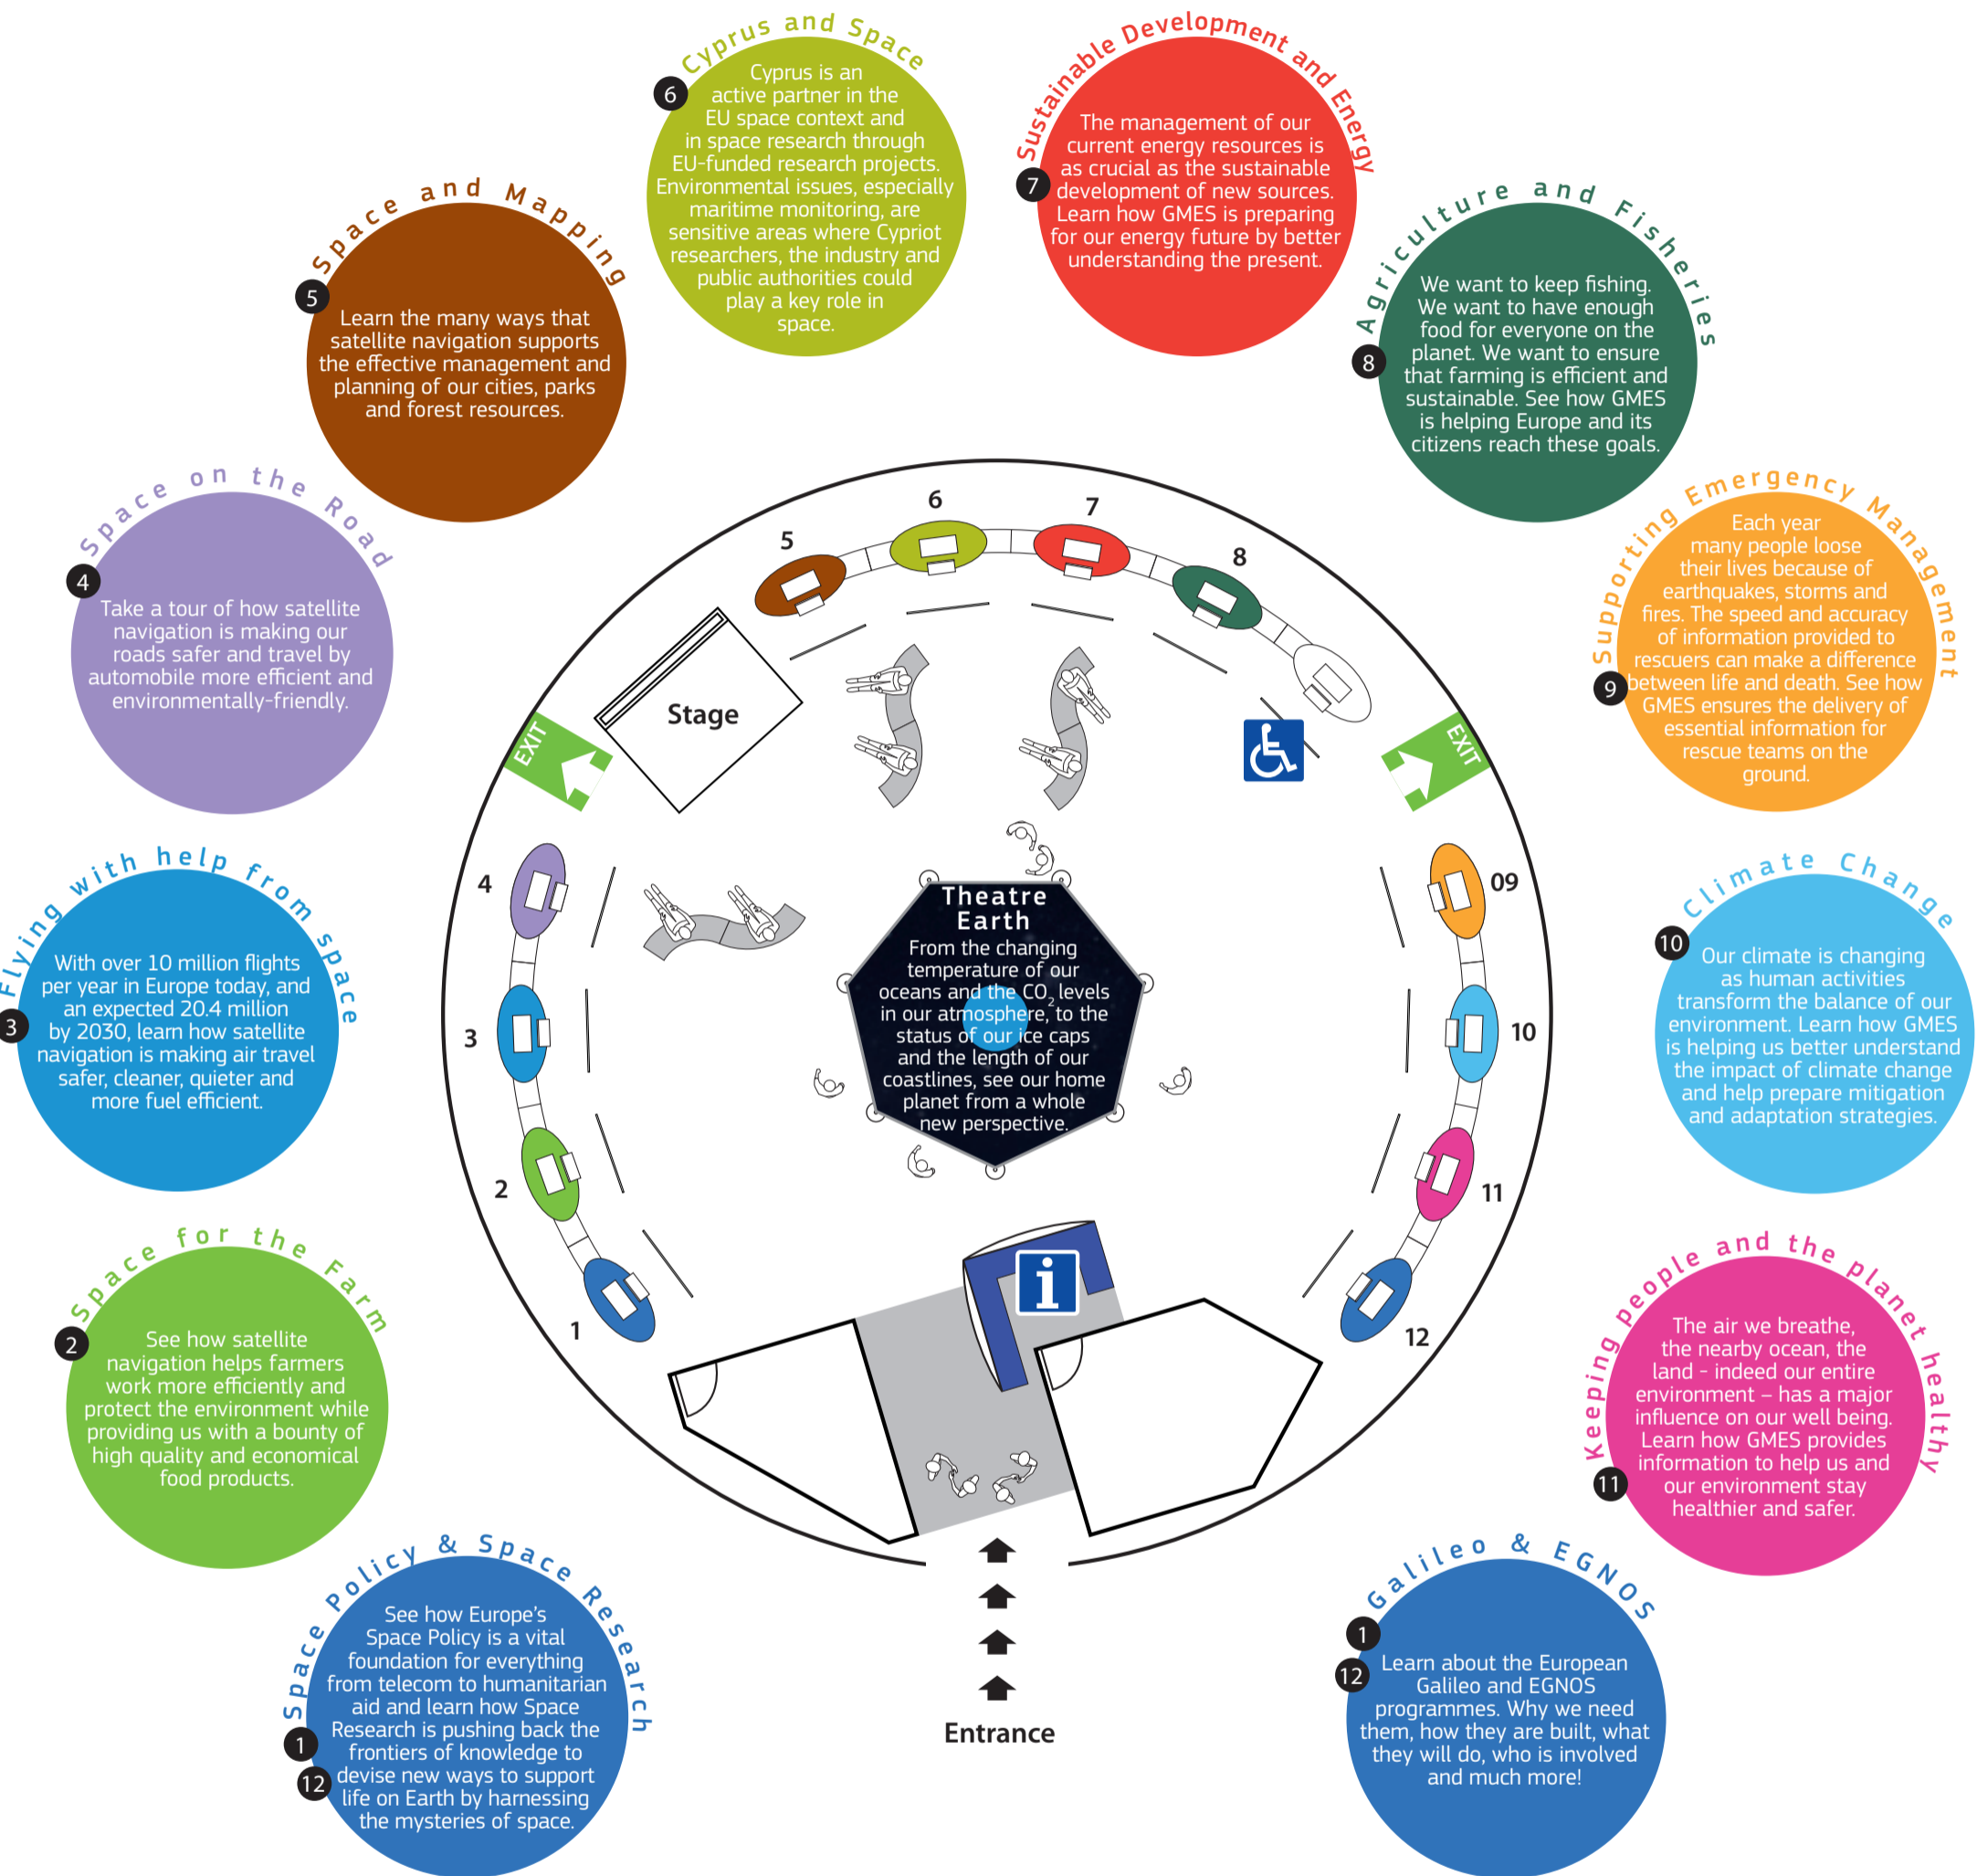 Cyprus and Space
6
Cyprus is an
active partner in the
EU space context and
in space research through
EU-funded research projects.
Environmental issues, especially
maritime monitoring, are
sensitive areas where Cypriot
researchers, the industry and
public authorities could
play a key role in
space.
Sustainable Development and Energy
7
The management of our
current energy resources is
as crucial as the sustainable
development of new sources.
Learn how GMES is preparing
for our energy future by better
understanding the present.
Space and Mapping
5
Learn the many ways that
satellite navigation supports
the effective management and
planning of our cities, parks
and forest resources.
Agriculture and Fisheries
8
We want to keep fishing.
We want to have enough
food for everyone on the
planet. We want to ensure
that farming is efficient and
sustainable. See how GMES
is helping Europe and its
citizens reach these goals.
Space on the Road
4
Take a tour of how satellite
navigation is making our
roads safer and travel by
automobile more efficient and
environmentally-friendly.
Supporting Emergency Management
9
Each year
many people loose
their lives because of
earthquakes, storms and
fires. The speed and accuracy
of information provided to
rescuers can make a difference
between life and death. See how
GMES ensures the delivery of
essential information for
rescue teams on the
ground.
Flying with help from space
3
With over 10 million flights
per year in Europe today, and
an expected 20.4 million
by 2030, learn how satellite
navigation is making air travel
safer, cleaner, quieter and
more fuel efficient.
Climate Change
10
Our climate is changing
as human activities
transform the balance of our
environment. Learn how GMES
is helping us better understand
the impact of climate change
and help prepare mitigation
and adaptation strategies.
Space for the Farm
2
See how satellite
navigation helps farmers
work more efficiently and
protect the environment while
providing us with a bounty of
high quality and economical
food products.
Keeping people and the planet healthy
11
The air we breathe,
the nearby ocean, the
land - indeed our entire
environment – has a major
influence on our well being.
Learn how GMES provides
information to help us and
our environment stay
healthier and safer.
Space Policy & Space Research
1
12
See how Europe's
Space Policy is a vital
foundation for everything
from telecom to humanitarian
aid and learn how Space
Research is pushing back the
frontiers of knowledge to
devise new ways to support
life on Earth by harnessing
the mysteries of space.
Galileo & EGNOS
1
12
Learn about the European
Galileo and EGNOS
programmes. Why we need
them, how they are built, what
they will do, who is involved
and much more!
5
6
7
8
Stage
EXIT
EXIT
4
3
2
1
09
10
11
12
Theatre
Earth
From the changing
temperature of our
oceans and the CO₂ levels
in our atmosphere, to the
status of our ice caps
and the length of our
coastlines, see our home
planet from a whole
new perspective.
i
Entrance